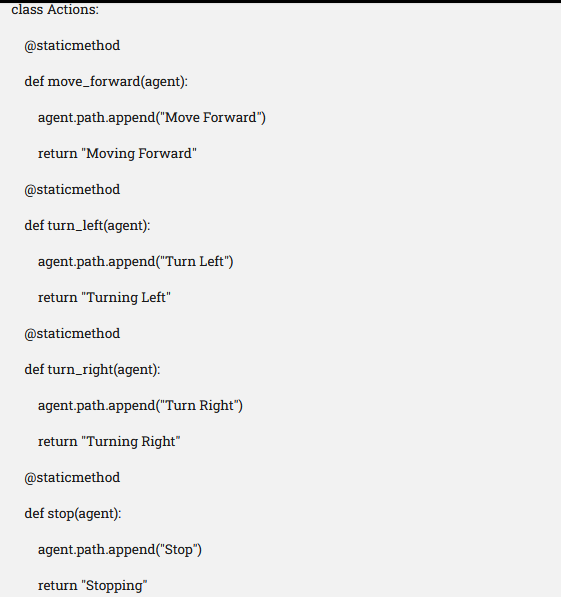 class Actions:
@staticmethod
def move_forward(agent):
agent.path.append("Move Forward")
return "Moving Forward"
@staticmethod
def turn_left(agent):
agent.path.append("Turn Left")
return "Turning Left"
@staticmethod
def turn_right(agent):
agent.path.append("Turn Right")
return "Turning Right"
@staticmethod
def stop(agent):
agent.path.append("Stop")
return "Stopping"